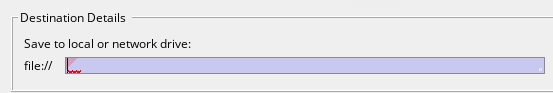 Destination Details
Save to local or network drive:
file://